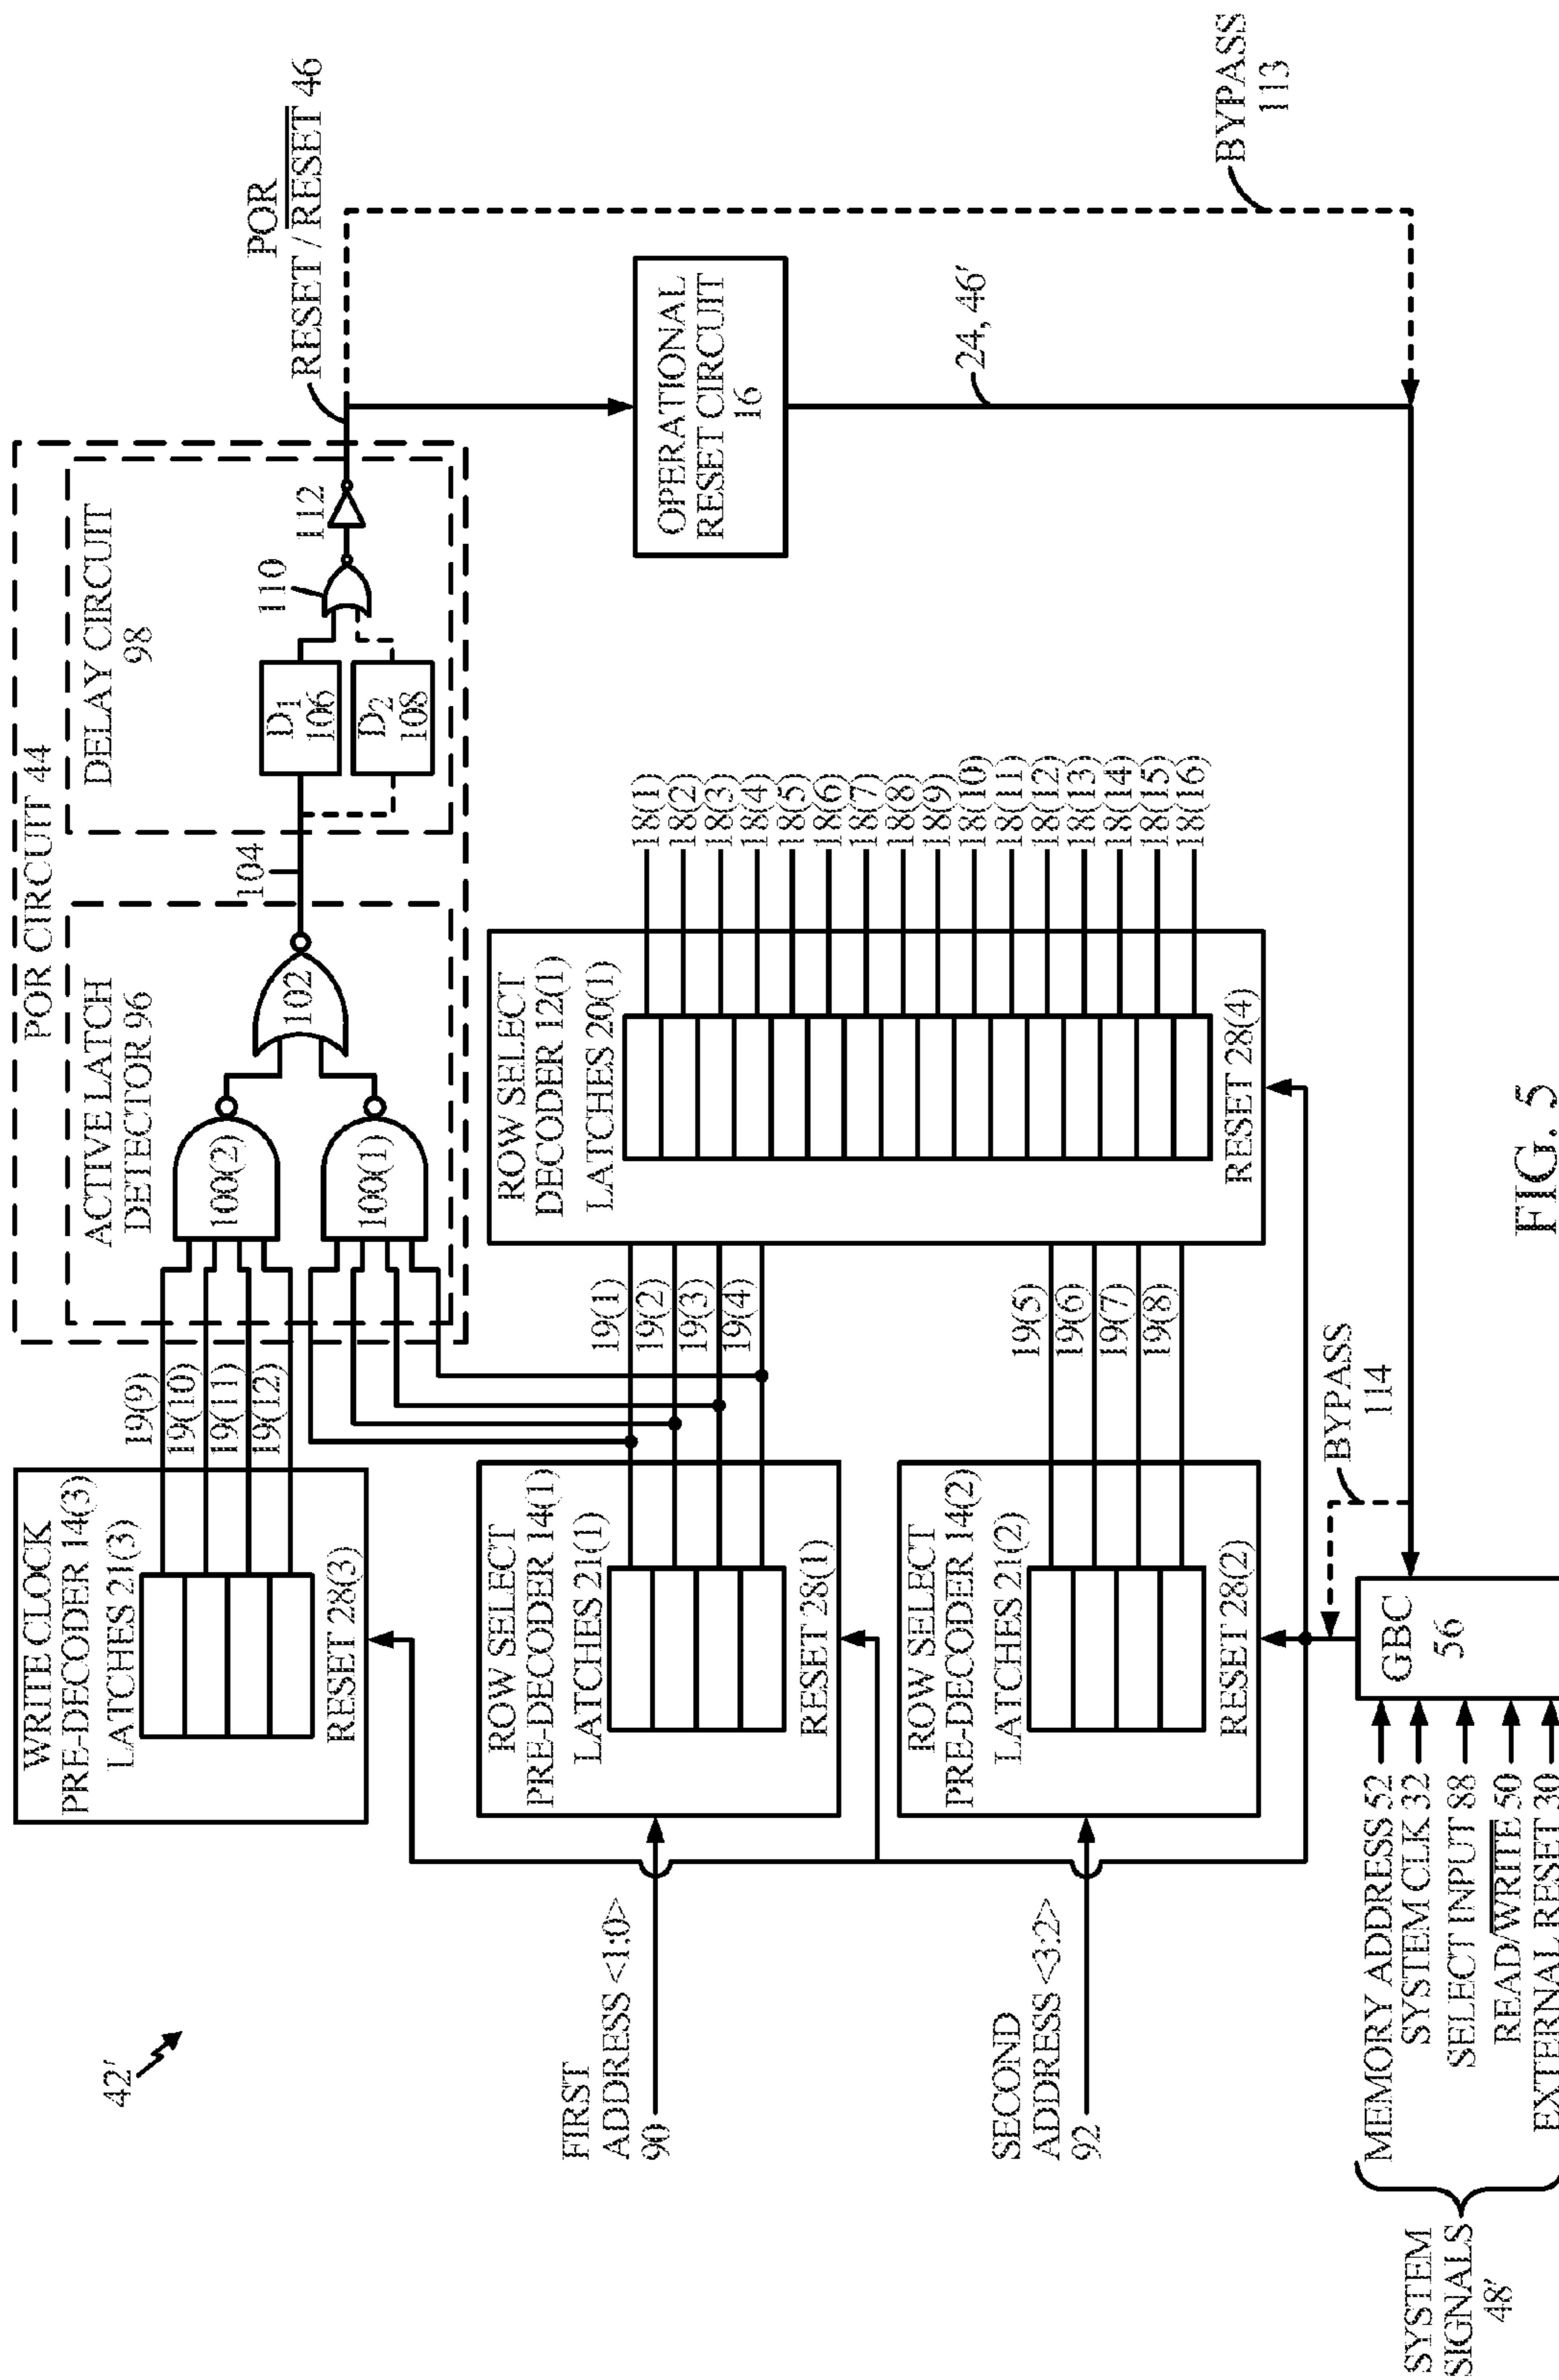 42'
WRITE CLOCK
PRE-DECODER 14(3)
LATCHES 21(3)
RESET 28(3)
19(9)
19(10)
19(11)
19(12)
POR CIRCUIT 44
ACTIVE LATCH
DETECTOR 96
100(2)
100(1)
102
104
DELAY CIRCUIT
98
D1
106
D2
108
110
112
POR
RESET / RESET 46
FIRST
ADDRESS <1:0>
90
ROW SELECT
PRE-DECODER 14(1)
LATCHES 21(1)
RESET 28(1)
19(1)
19(2)
19(3)
19(4)
SECOND
ADDRESS <3:2>
92
ROW SELECT
PRE-DECODER 14(2)
LATCHES 21(2)
RESET 28(2)
19(5)
19(6)
19(7)
19(8)
ROW SELECT
DECODER 12(1)
LATCHES 20(1)
RESET 28(4)
18(1)
18(2)
18(3)
18(4)
18(5)
18(6)
18(7)
18(8)
18(9)
18(10)
18(11)
18(12)
18(13)
18(14)
18(15)
18(16)
OPERATIONAL
RESET CIRCUIT
16
24, 46'
BYPASS
113
BYPASS
114
GBC
56
SYSTEM
SIGNALS
48'
MEMORY ADDRESS 52
SYSTEM CLK 32
SELECT INPUT 88
READ/WRITE 50
EXTERNAL RESET 30
FIG. 5